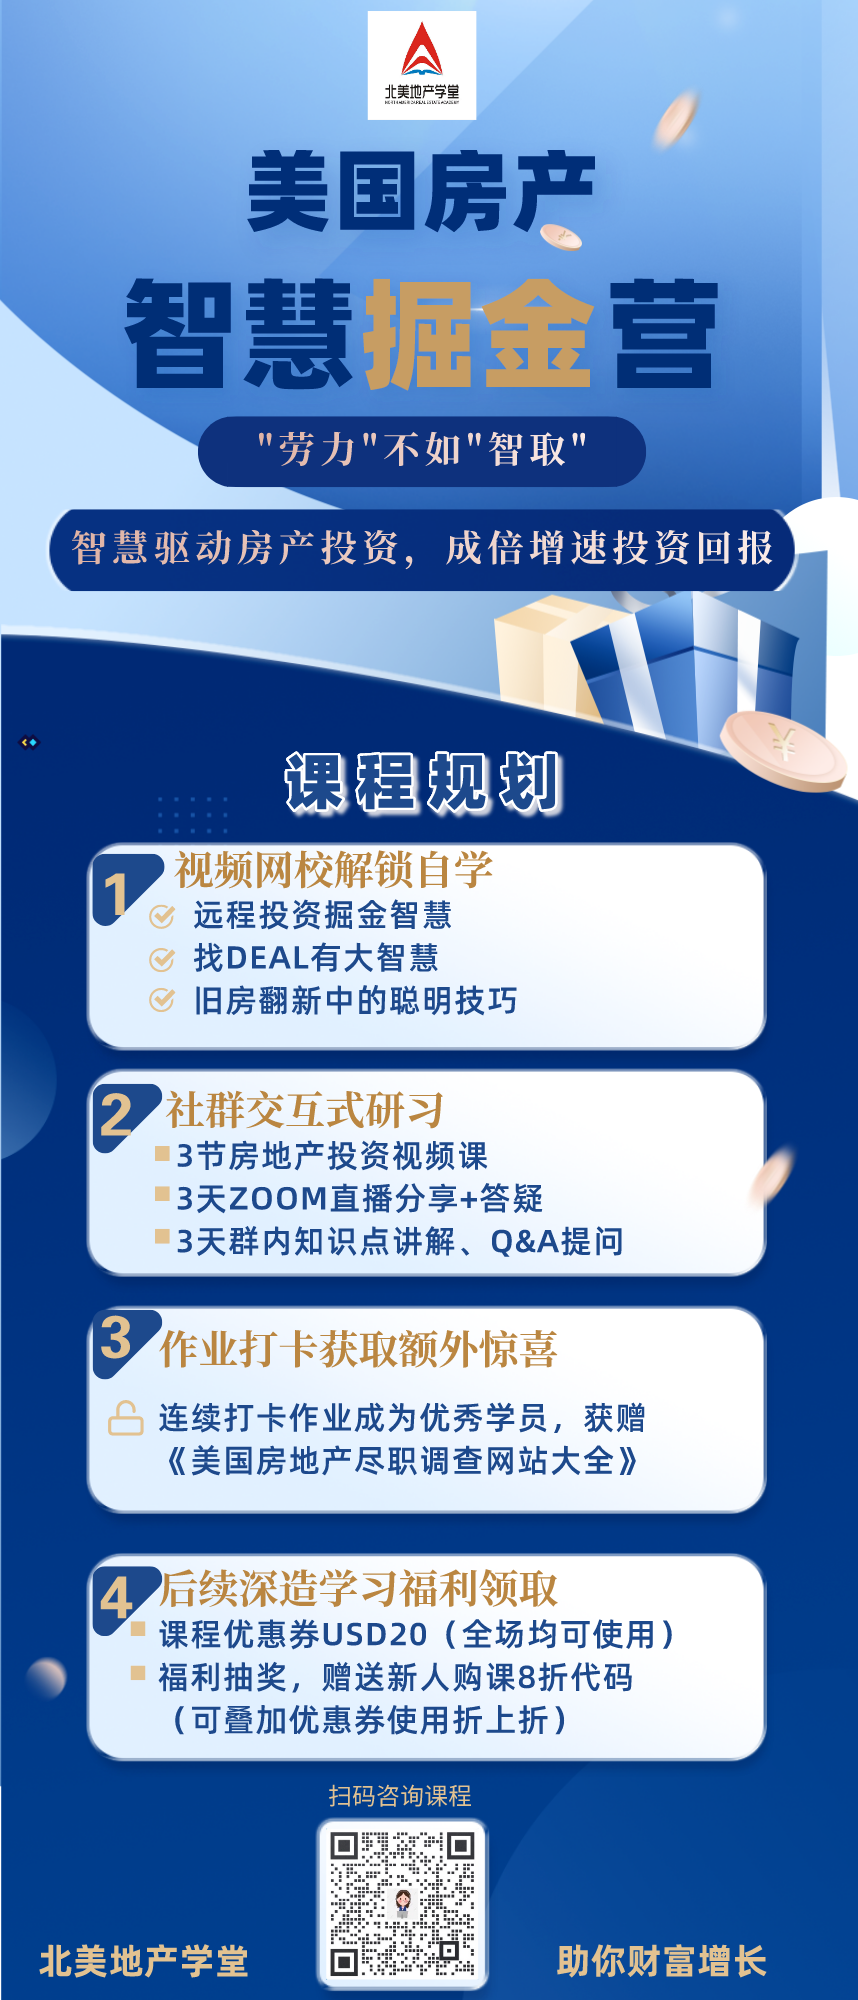 北美地产学堂
NORTH AMERICA REAL ESTATE ACADEMY
美国房产
智慧掘金营
"劳力"不如"智取"
智慧驱动房产投资，成倍增速投资回报
课程规划
1 视频网校解锁自学
远程投资掘金智慧
找DEAL有大智慧
旧房翻新中的聪明技巧
2 社群交互式研习
3节房地产投资视频课
3天ZOOM直播分享+答疑
3天群内知识点讲解、Q&A提问
3 作业打卡获取额外惊喜
连续打卡作业成为优秀学员，获赠
《美国房地产尽职调查网站大全》
4 后续深造学习福利领取
课程优惠券USD20（全场均可使用）
福利抽奖，赠送新人购课8折代码
（可叠加优惠券使用折上折）
扫码咨询课程
北美地产学堂 助你财富增长